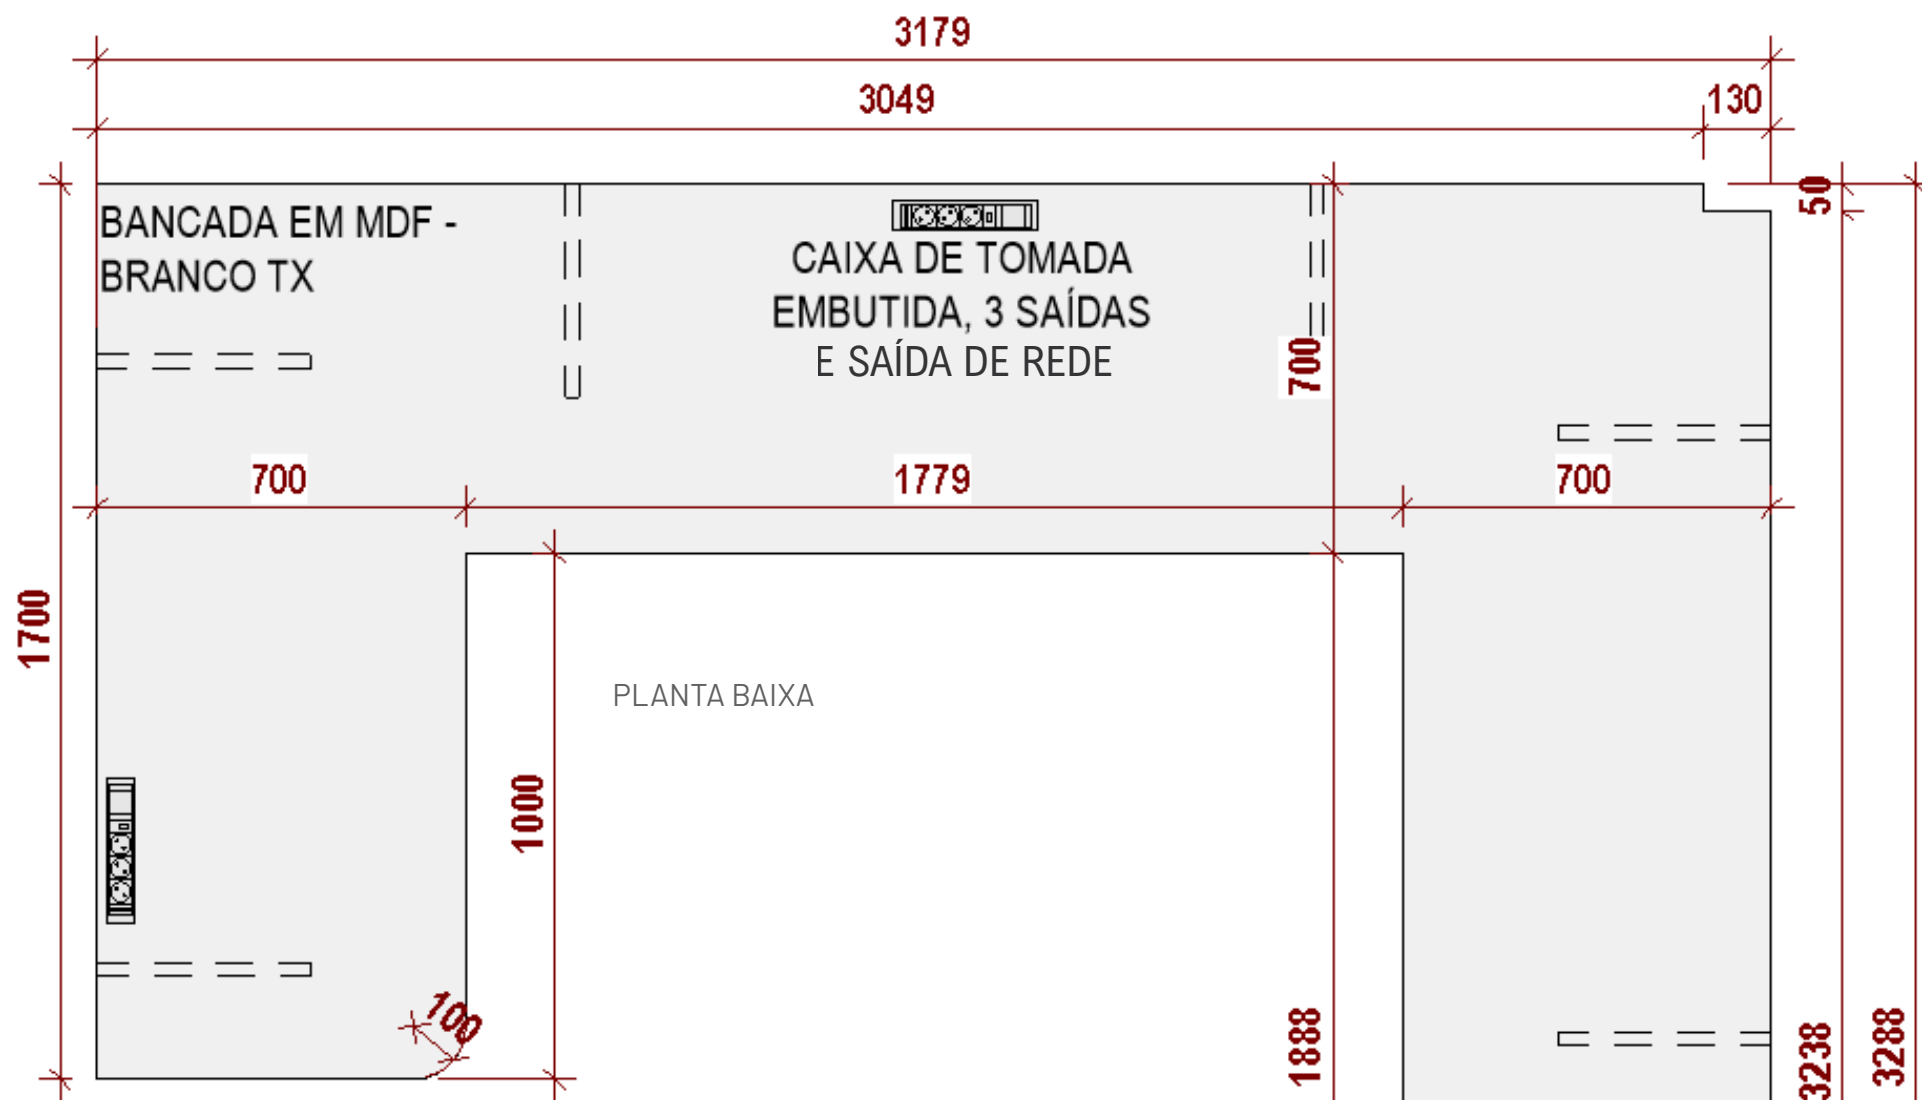 3179
3049
130
50
BANCADA EM MDF -
BRANCO TX
CAIXA DE TOMADA
EMBUTIDA, 3 SAÍDAS
E SAÍDA DE REDE
700
700
1779
700
1700
PLANTA BAIXA
1000
100
1888
3238
3288